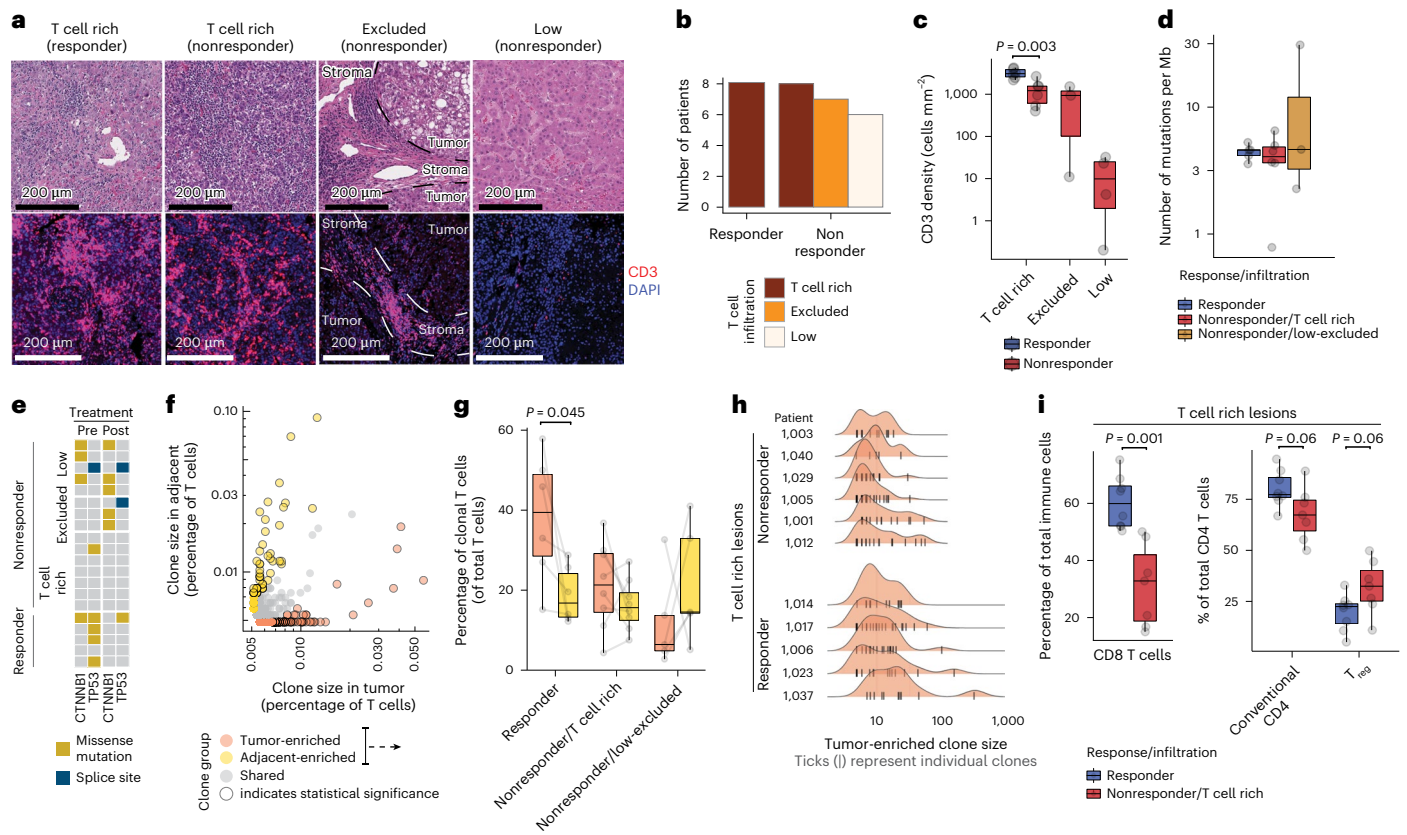 a
T cell rich
(responder)
T cell rich
(nonresponder)
Excluded
(nonresponder)
Low
(nonresponder)
Stroma
Tumor
Stroma
Tumor
200 µm
200 µm
200 µm
200 µm
Stroma
Tumor
Tumor
Stroma
200 µm
200 µm
200 µm
200 µm
CD3
DAPI
b
Number of patients
8
6
4
2
0
Responder
Non
responder
T cell
infiltration
T cell rich
Excluded
Low
c
P = 0.003
CD3 density (cells mm⁻²)
1,000
100
10
1
T cell rich
Excluded
Low
Responder
Nonresponder
d
Number of mutations per Mb
30
10
3
1
Response/infiltration
Responder
Nonresponder/T cell rich
Nonresponder/low-excluded
e
Treatment
Pre
Post
Nonresponder
Low
Excluded
T cell
rich
Responder
CTNNB1
TP53
CTNNB1
TP53
Missense
mutation
Splice site
f
Clone size in adjacent
(percentage of T cells)
0.10
0.03
0.01
0.005
0.010
0.030
0.050
Clone size in tumor
(percentage of T cells)
Clone group
Tumor-enriched
Adjacent-enriched
Shared
indicates statistical significance
g
P = 0.045
Percentage of clonal T cells
(of total T cells)
60
40
20
0
Responder
Nonresponder/T cell rich
Nonresponder/low-excluded
h
T cell rich lesions
Nonresponder
Responder
Patient
1,003
1,040
1,029
1,005
1,001
1,012
1,014
1,017
1,006
1,023
1,037
10
100
1,000
Tumor-enriched clone size
Ticks (|) represent individual clones
i
T cell rich lesions
P = 0.001
Percentage of total immune cells
60
40
20
CD8 T cells
P = 0.06
P = 0.06
% of total CD4 T cells
75
50
25
Conventional
CD4
T reg
Response/infiltration
Responder
Nonresponder/T cell rich